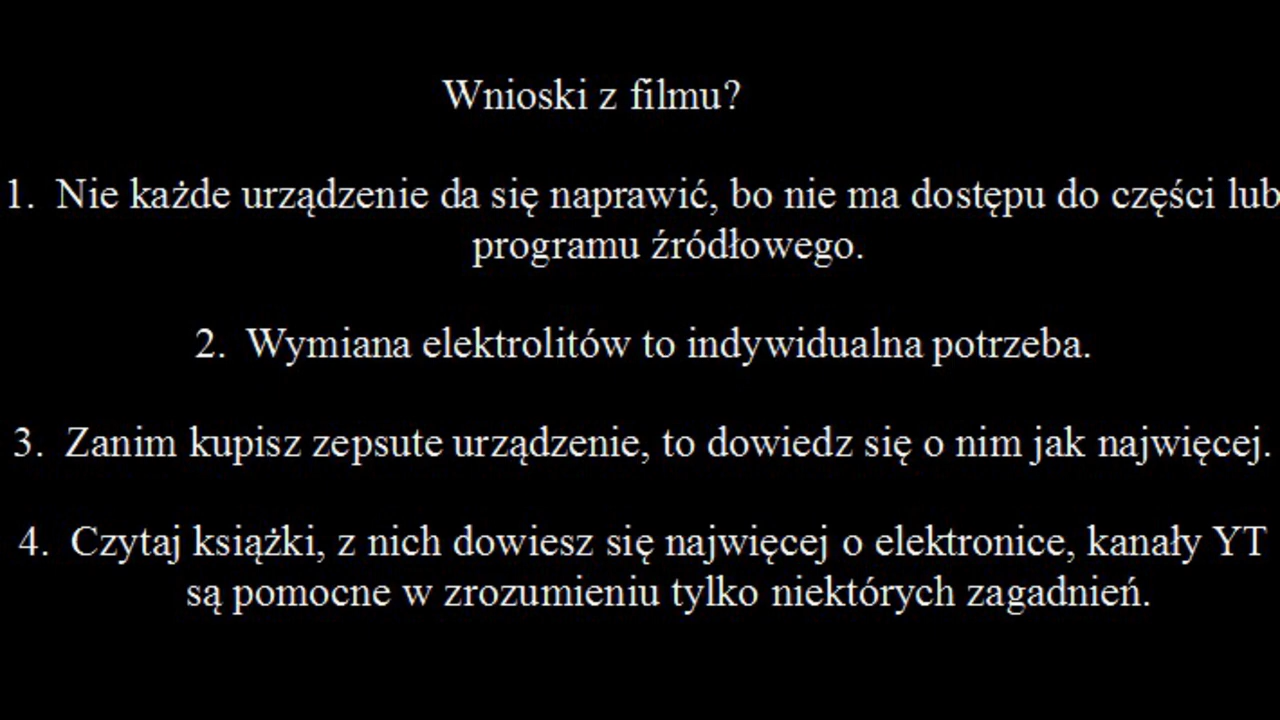 Wnioski z filmu?
1. Nie każde urządzenie da się naprawić, bo nie ma dostępu do części lub
programu źródłowego.
2. Wymiana elektrolitów to indywidualna potrzeba.
3. Zanim kupisz zepsute urządzenie, to dowiedz się o nim jak najwięcej.
4. Czytaj książki, z nich dowiesz się najwięcej o elektronice, kanały YT
są pomocne w zrozumieniu tylko niektórych zagadnień.